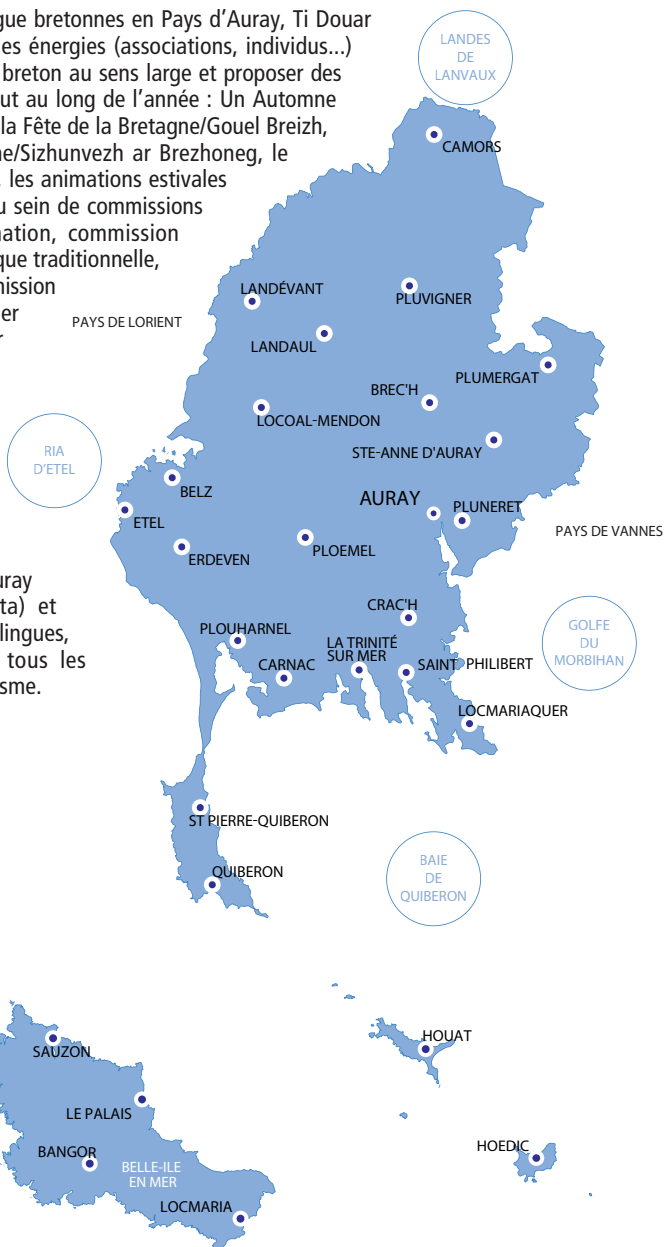 gue bretonnes en Pays d'Auray, Ti Douar
es énergies (associations, individus...)
breton au sens large et proposer des
ut au long de l'année : Un Automne
la Fête de la Bretagne/Gouel Breizh,
ne/Sizhunvezh ar Brezhoneg, le
, les animations estivales
u sein de commissions
ation, commission
que traditionnelle,
mission
er
r
uray
ta) et
lingues,
tous les
sme.
LANDES
DE
LANVAUX
CAMORS
LANDÉVANT
PLUVIGNER
PAYS DE LORIENT
LANDAUL
PLUMERGAT
BREC'H
LOCOAL-MENDON
STE-ANNE D'AURAY
RIA
D'ETEL
BELZ
AURAY
PLUNERET
ETEL
PAYS DE VANNES
PLOEMEL
ERDEVEN
CRAC'H
GOLFE
DU
MORBIHAN
PLOUHARNEL
LA TRINITÉ
SUR MER
CARNAC
SAINT PHILIBERT
LOCMARIAQUER
ST PIERRE-QUIBERON
BAIE
DE
QUIBERON
QUIBERON
SAUZON
HOUAT
LE PALAIS
BANGOR
HOEDIC
BELLE-ILE
EN MER
LOCMARIA